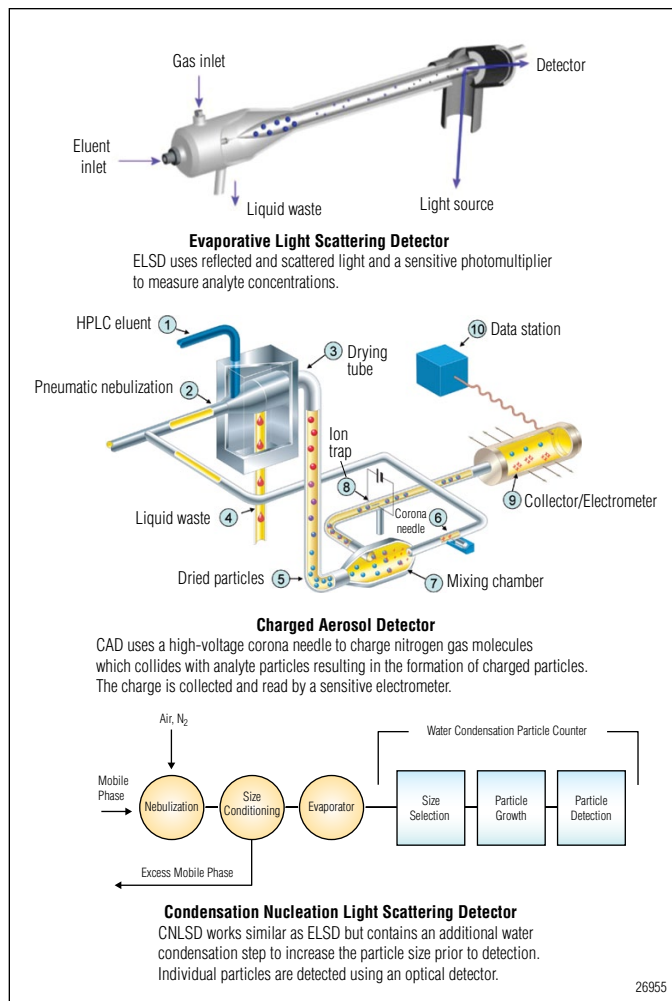 Gas inlet
Detector
Eluent
inlet
Liquid waste
Light source
Evaporative Light Scattering Detector
ELSD uses reflected and scattered light and a sensitive photomultiplier
to measure analyte concentrations.
HPLC eluent 1
10 Data station
3 Drying
tube
Pneumatic nebulization 2
Ion
trap
8
9 Collector/Electrometer
Liquid waste 4
Corona
needle
6
Dried particles 5
7 Mixing chamber
Charged Aerosol Detector
CAD uses a high-voltage corona needle to charge nitrogen gas molecules
which collides with analyte particles resulting in the formation of charged particles.
The charge is collected and read by a sensitive electrometer.
Air, N₂
Water Condensation Particle Counter
Mobile
Phase
Nebulization
Size
Conditioning
Evaporator
Size
Selection
Particle
Growth
Particle
Detection
Excess Mobile Phase
Condensation Nucleation Light Scattering Detector
CNLSD works similar as ELSD but contains an additional water
condensation step to increase the particle size prior to detection.
Individual particles are detected using an optical detector.
26955